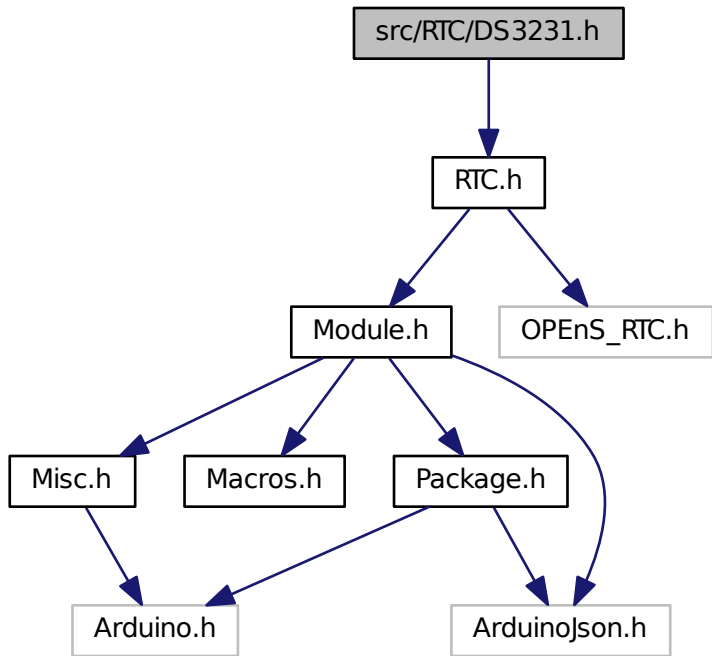 src/RTC/DS3231.h
RTC.h
Module.h
OPEnS_RTC.h
Misc.h
Macros.h
Package.h
Arduino.h
ArduinoJson.h